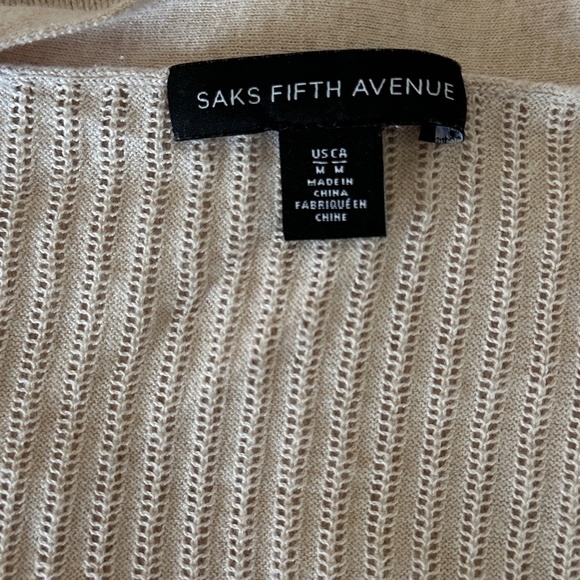 SAKS FIFTH AVENUE
US CA
M M
MADE IN
CHINA
FABRIQUÉ EN
CHINE